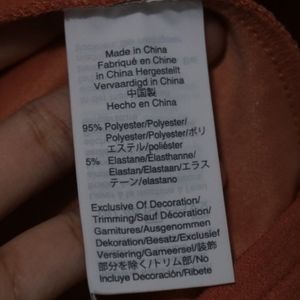 Made in China
Fabriqué en Chine
in China Hergestellt
Vervaardigd in China
中国製
Hecho en China
95% Polyester/Polyester/
Polyester/Polyester/ポリ
エステル/poliéster
5% Elastane/Élasthanne/
Elastan/Elastaan/エラス
テーン/elastano
Exclusive Of Decoration/
Trimming/Sauf Décoration/
Garnitures/Ausgenommen
Dekoration/Besatz/Exclusief
Versiering/Gameersel/装飾
部分を除く/トリム部/No
Incluye Decoración/Ribete